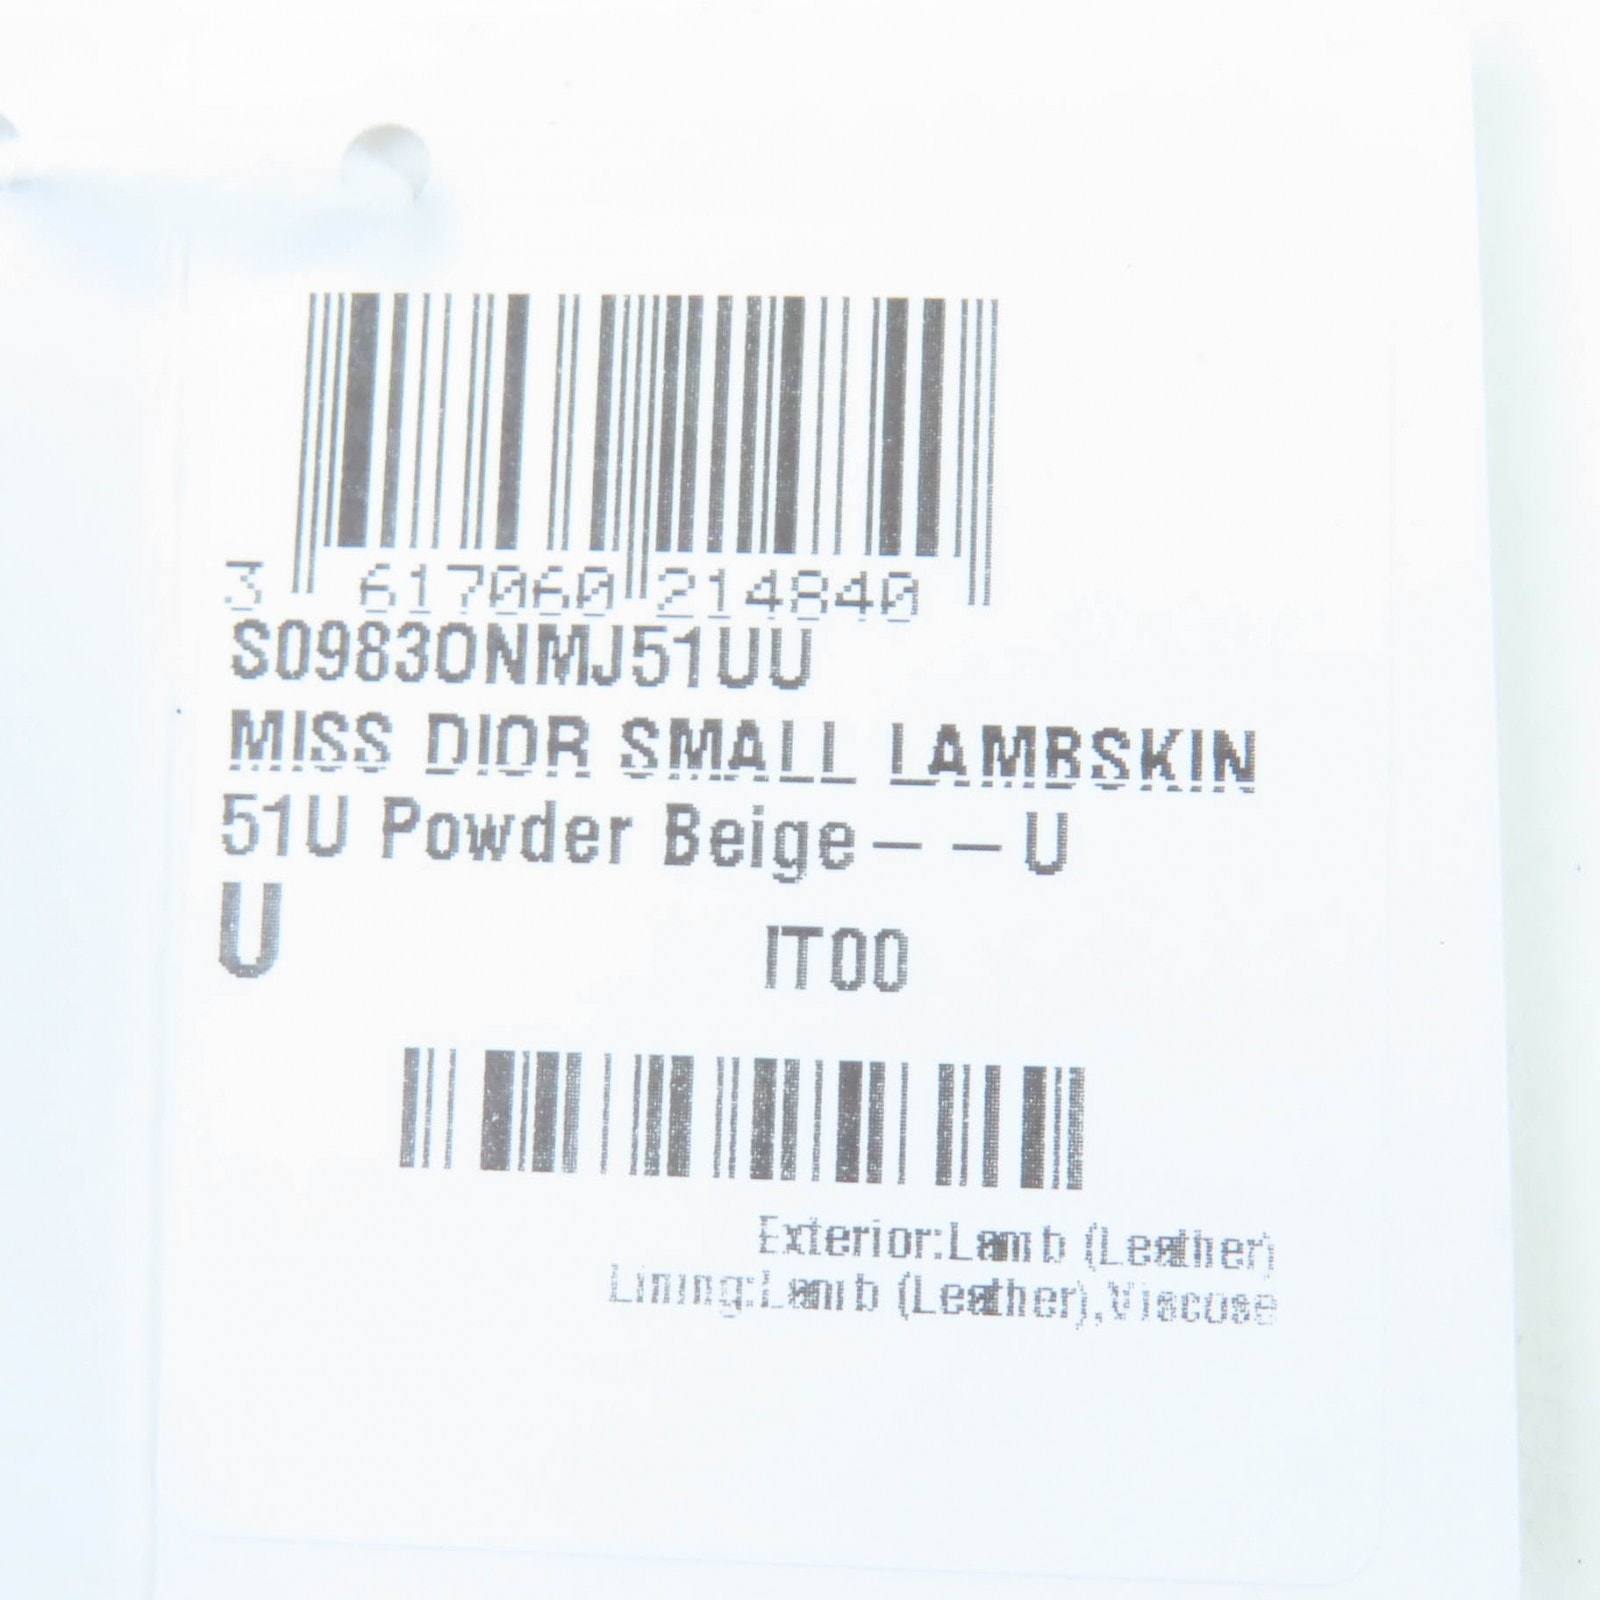 3 617060 214840
S0983ONMJ51UU
MISS DIOR SMALL LAMBSKIN
51U Powder Beige- -U
U IT00
Exterior:Lamb (Leather)
Lining:Lamb (Leather),Viscose